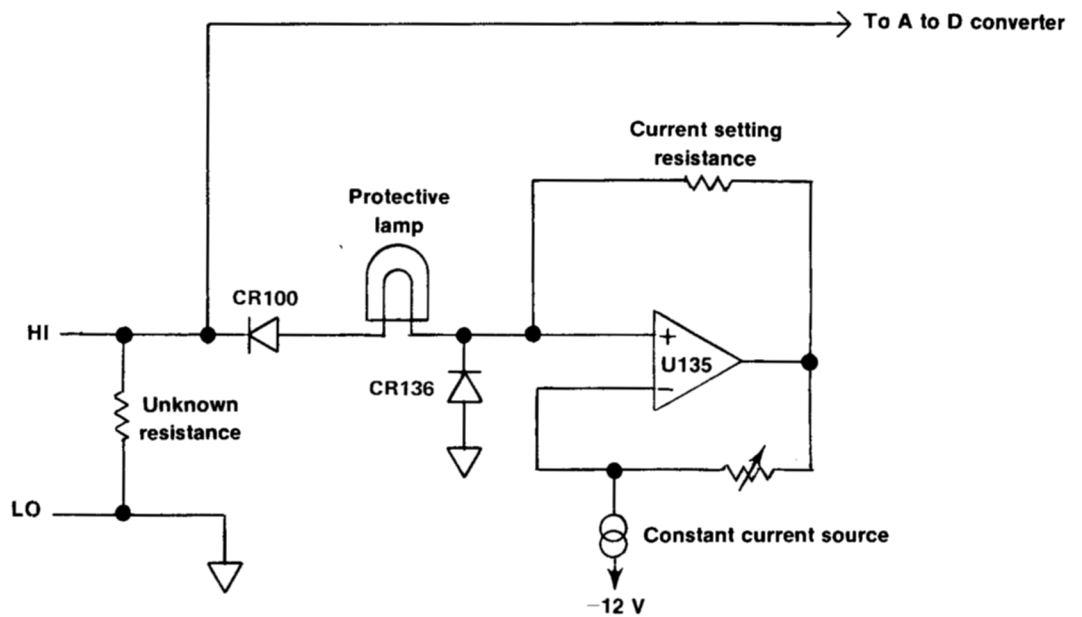 To A to D converter
Current setting
resistance
Protective
lamp
CR100
HI
+
U135
−
CR136
Unknown
resistance
LO
Constant current source
−12 V